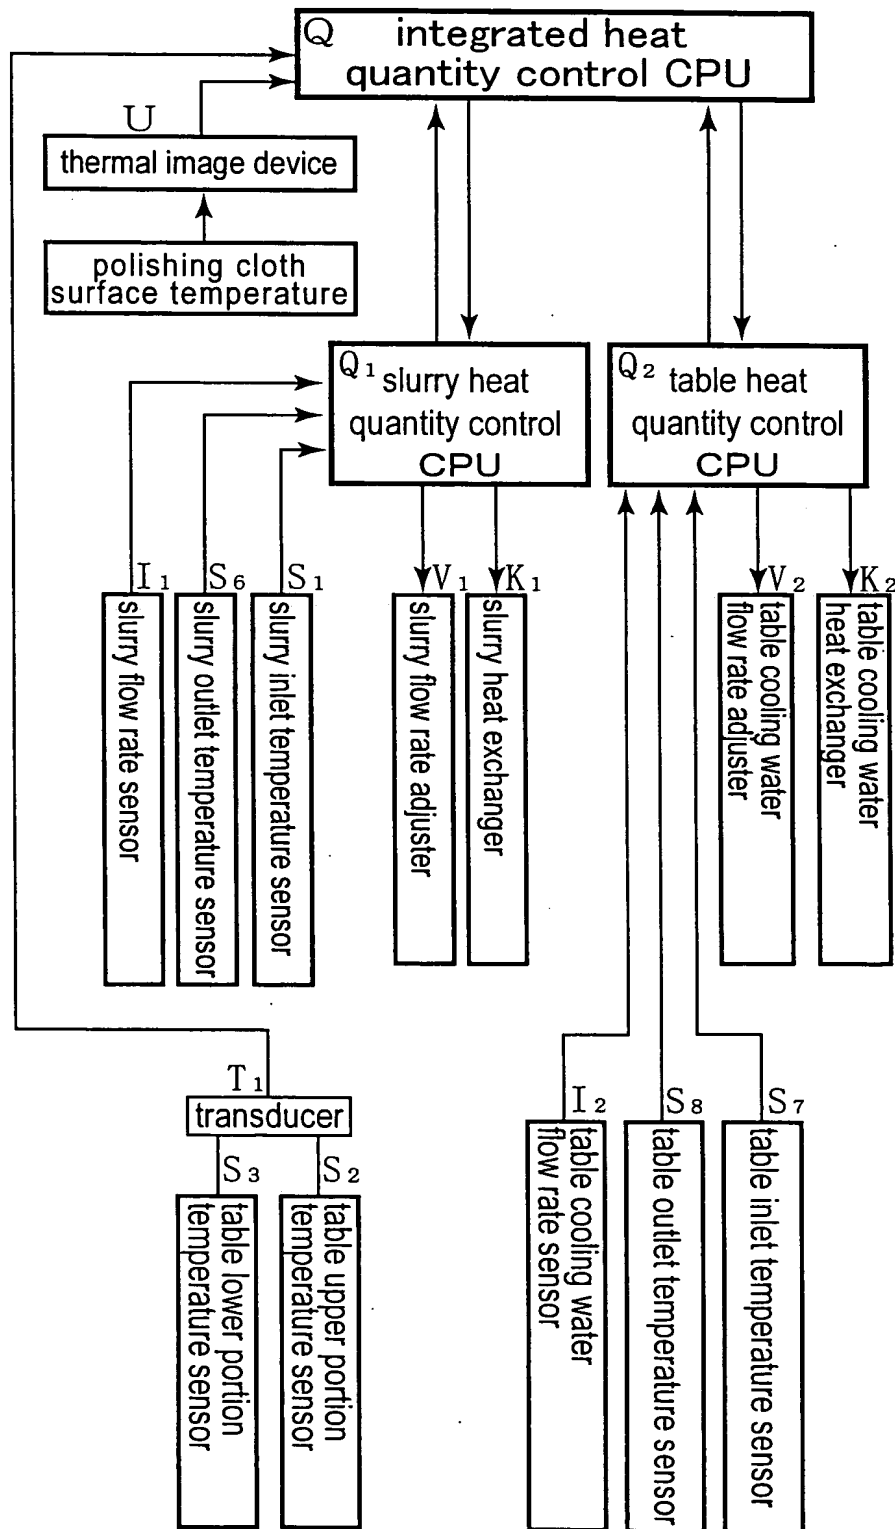 Q
integrated heat
quantity control CPU
U
thermal image device
polishing cloth
surface temperature
Q1
slurry heat
quantity control
CPU
Q2
table heat
quantity control
CPU
I1
slurry flow rate sensor
S6
slurry outlet temperature sensor
S1
slurry inlet temperature sensor
V1
slurry flow rate adjuster
K1
slurry heat exchanger
V2
table cooling water
flow rate adjuster
K2
table cooling water
heat exchanger
T1
transducer
S3
table lower portion
temperature sensor
S2
table upper portion
temperature sensor
I2
table cooling water
flow rate sensor
S8
table outlet temperature sensor
S7
table inlet temperature sensor